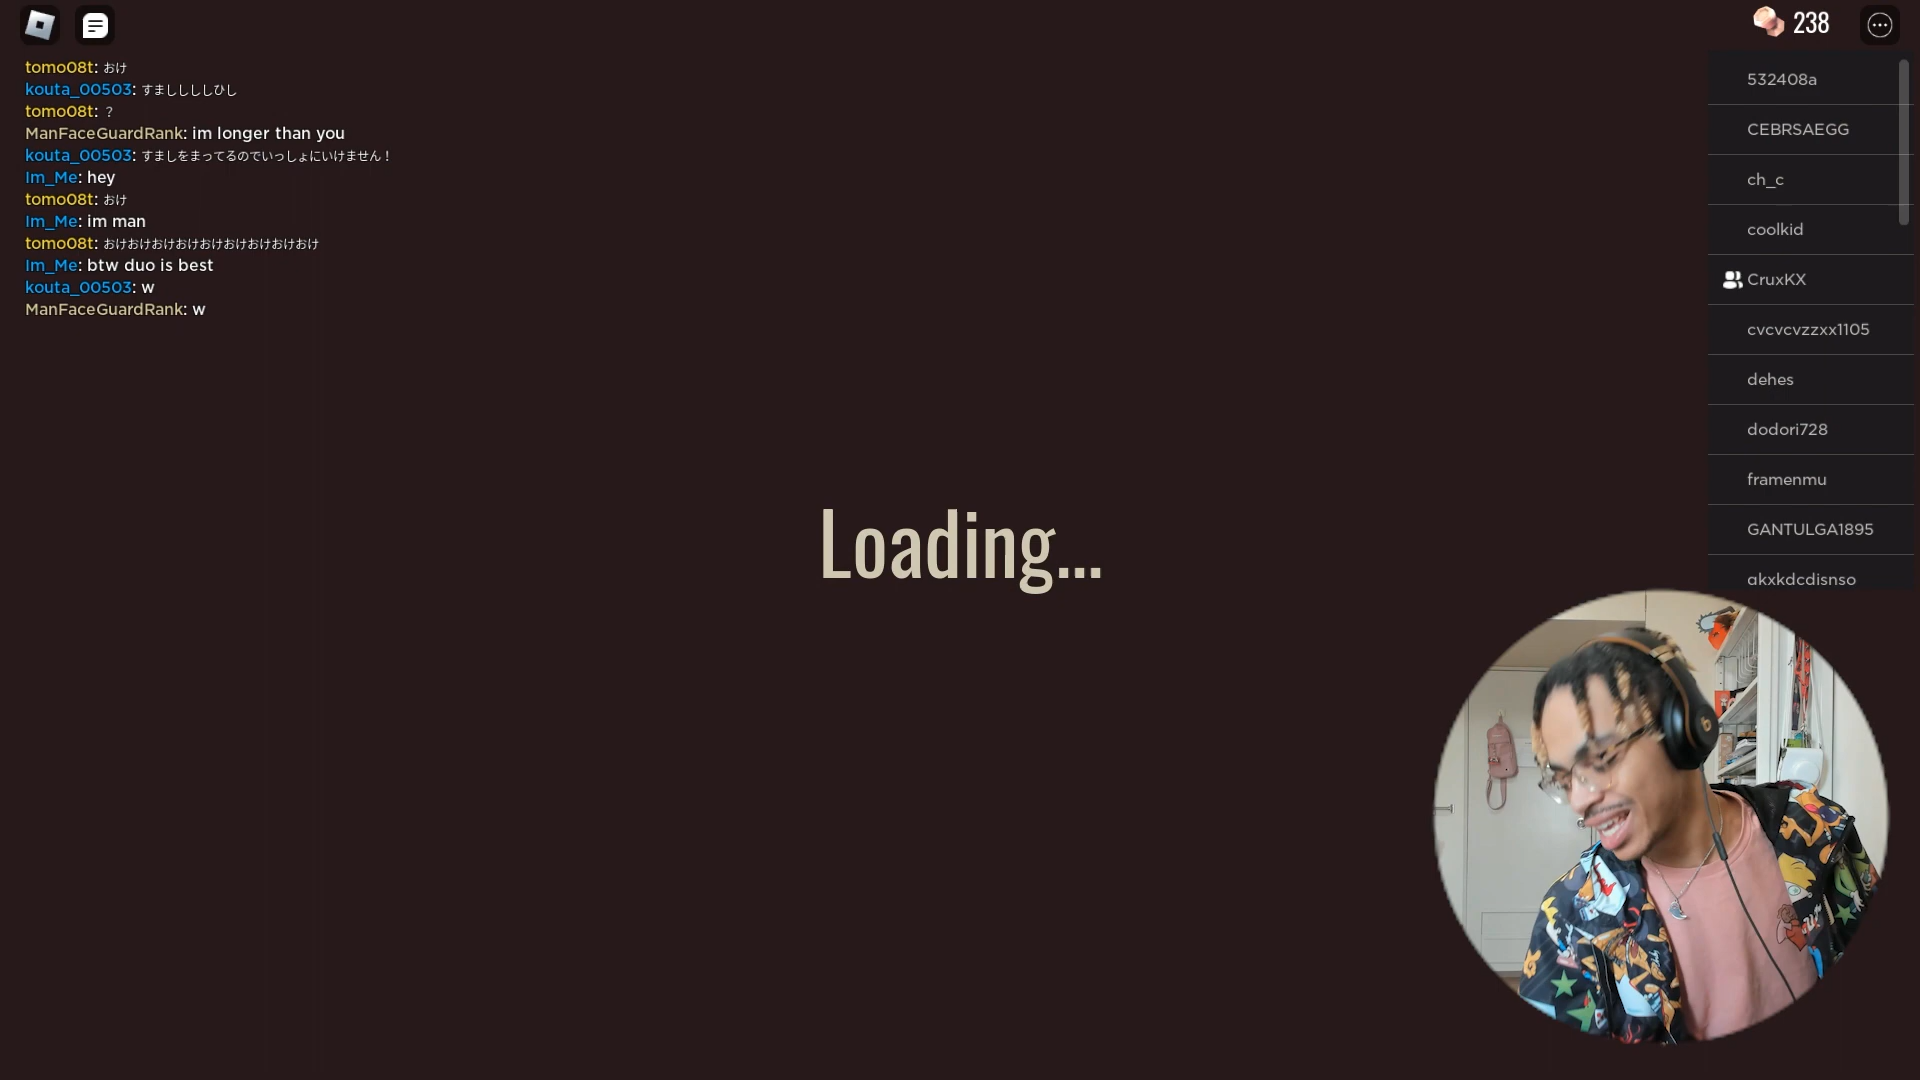 238
tomo08t: おけ
kouta_00503: すまししししひし
tomo08t: ？
ManFaceGuardRank: im longer than you
kouta_00503: すましをまってるのでいっしょにいけません！
Im_Me: hey
tomo08t: おけ
Im_Me: im man
tomo08t: おけおけおけおけおけおけおけおけおけ
Im_Me: btw duo is best
kouta_00503: w
ManFaceGuardRank: w
532408a
CEBRSAEGG
ch_c
coolkid
CruxKX
cvcvcvzzxx1105
dehes
dodori728
framenmu
GANTULGA1895
gkxkdcdisnso
Loading...